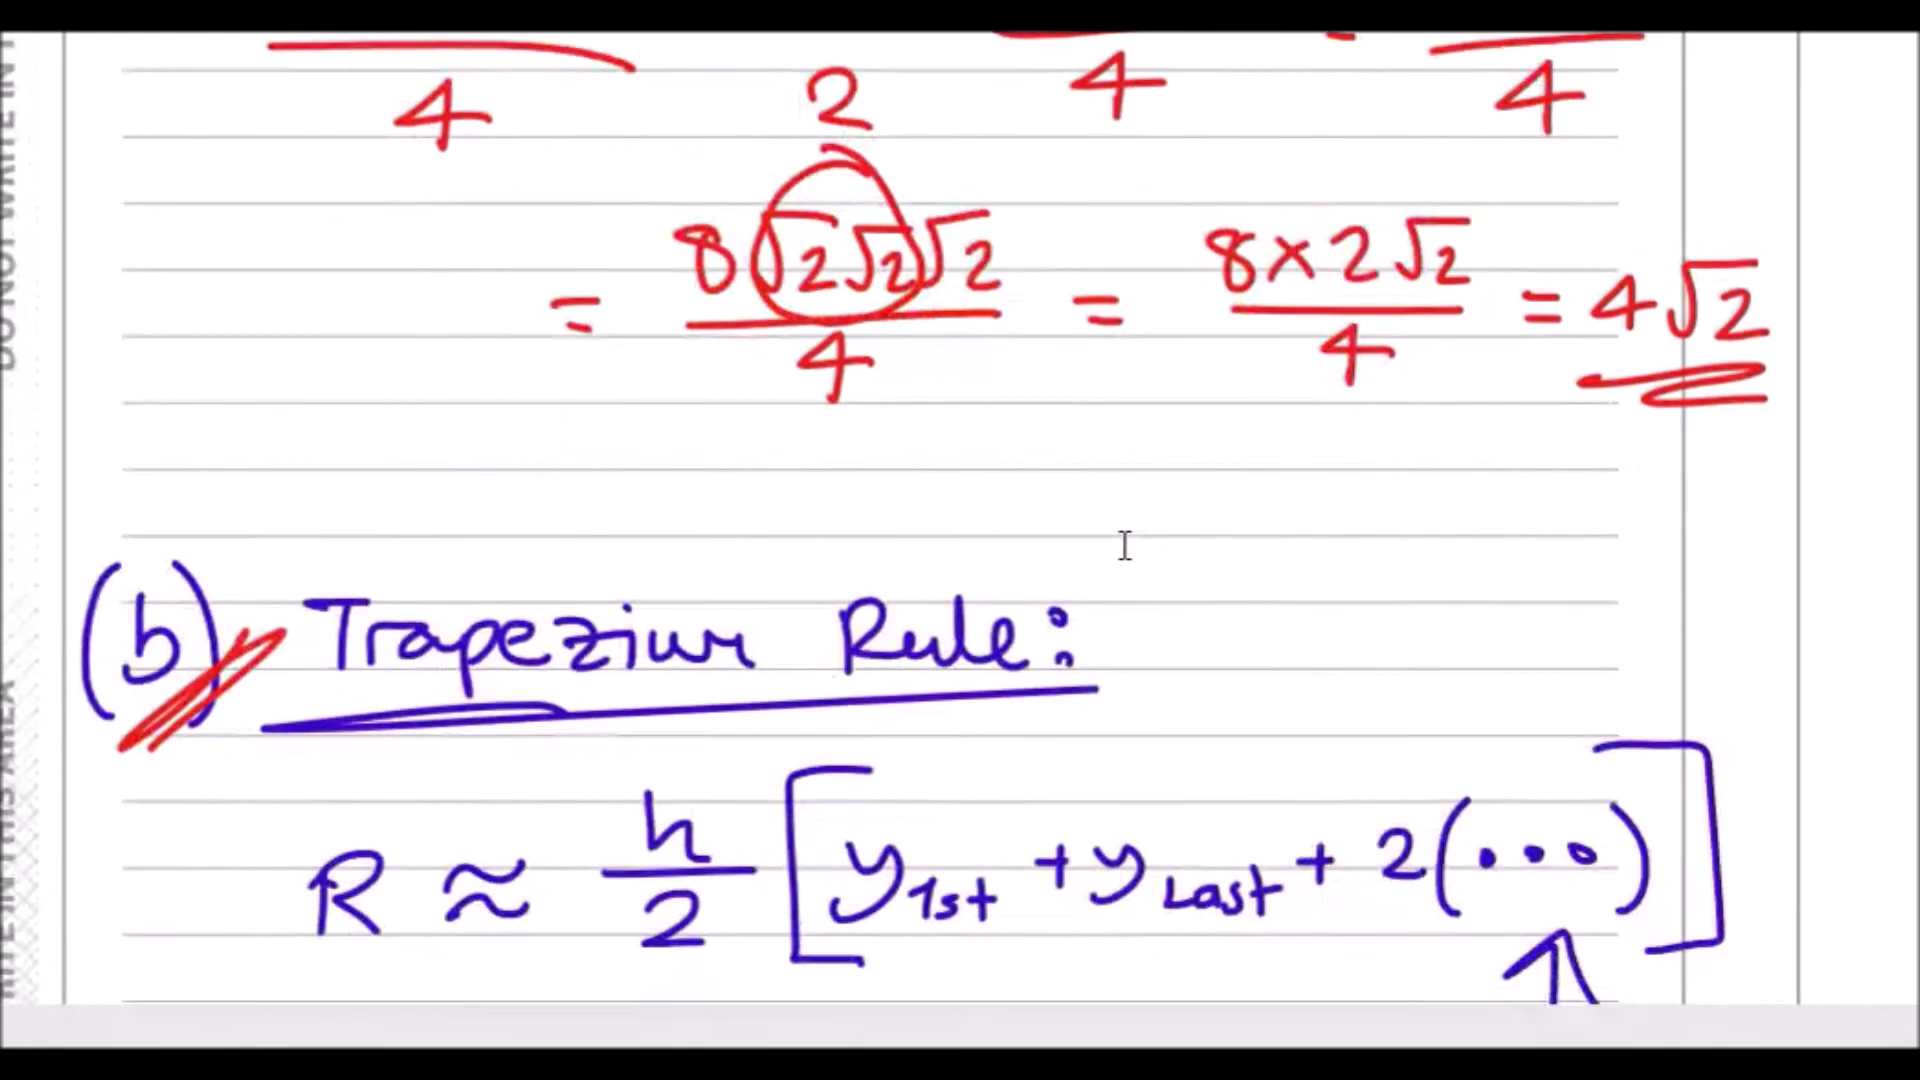 4 2 4 4
= 8√2√2√2 / 4 = 8×2√2 / 4 = 4√2
(b) Trapezium Rule:
R ≈ h/2 [y1st + yLast + 2(...)]